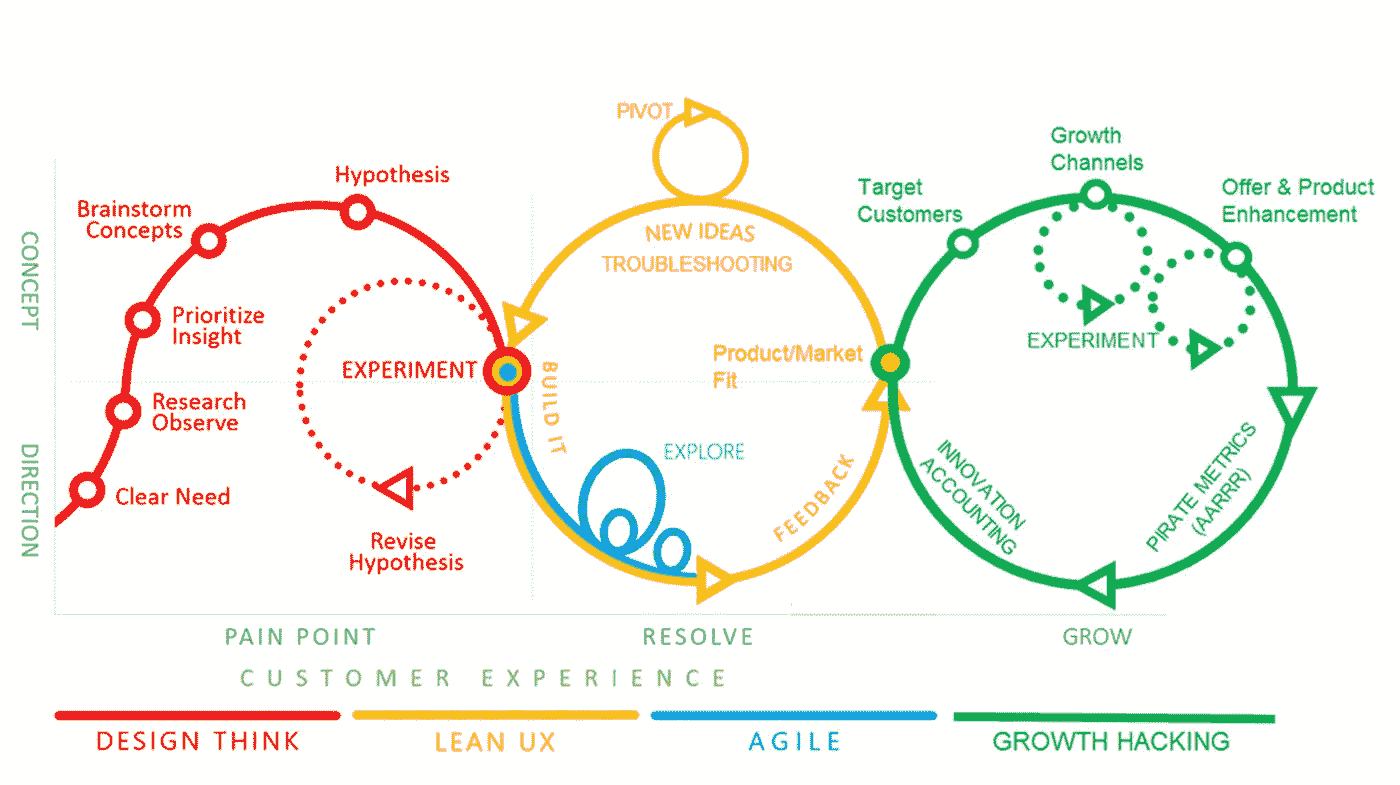 PIVOT
Growth
Channels
Hypothesis
Target
Customers
Offer & Product
Enhancement
Brainstorm
Concepts
NEW IDEAS
TROUBLESHOOTING
CONCEPT
Prioritize
Insight
EXPERIMENT
Product/Market
Fit
EXPERIMENT
BUILD IT
Research
Observe
EXPLORE
DIRECTION
Clear Need
FEEDBACK
INNOVATION
ACCOUNTING
PIRATE METRICS
(AARRR)
Revise
Hypothesis
PAIN POINT
RESOLVE
GROW
CUSTOMER EXPERIENCE
DESIGN THINK
LEAN UX
AGILE
GROWTH HACKING